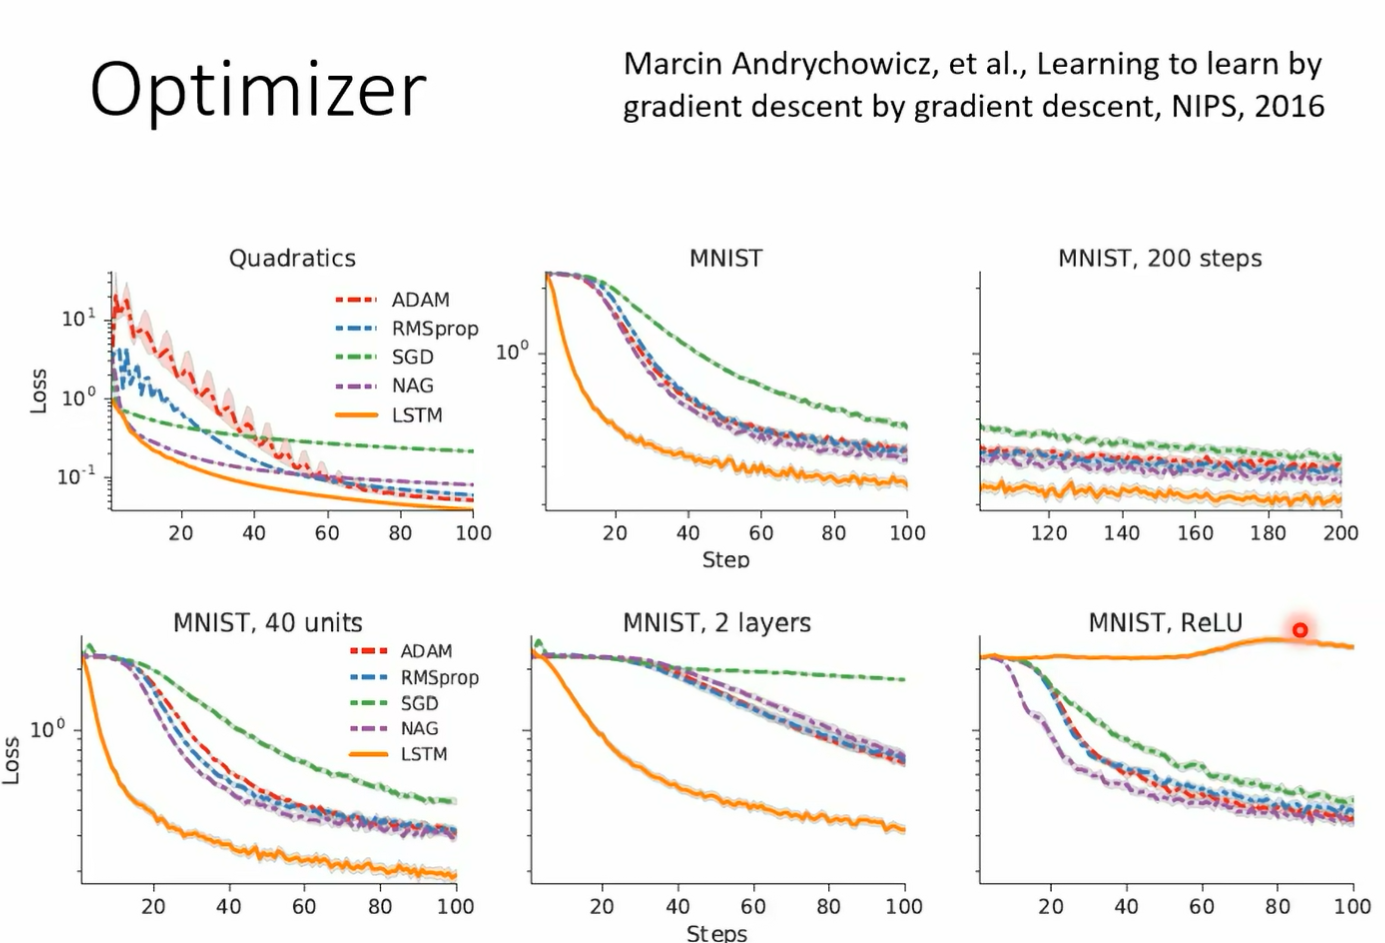 Optimizer
Marcin Andrychowicz, et al., Learning to learn by
gradient descent by gradient descent, NIPS, 2016
Quadratics
MNIST
MNIST, 200 steps
ADAM
RMSprop
SGD
NAG
LSTM
Loss
10¹
10⁰
10⁻¹
20 40 60 80 100
10⁰
20 40 60 80 100
Step
120 140 160 180 200
MNIST, 40 units
MNIST, 2 layers
MNIST, ReLU
ADAM
RMSprop
SGD
NAG
LSTM
Loss
10⁰
20 40 60 80 100
20 40 60 80 100
Steps
20 40 60 80 100